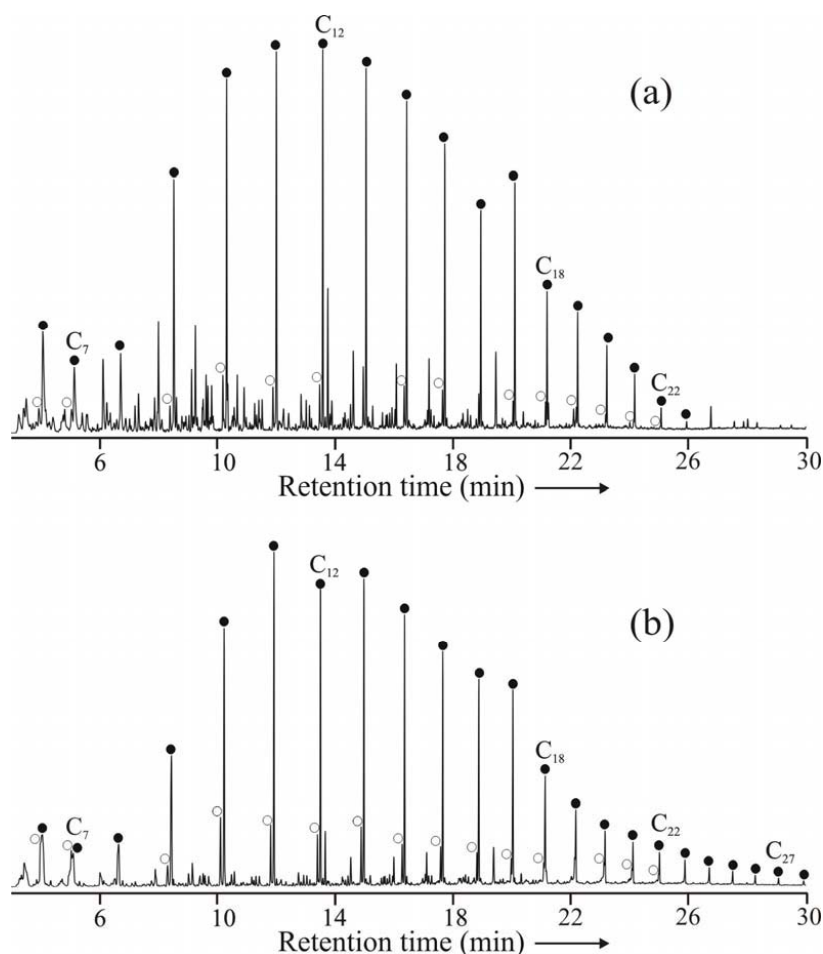 C12
(a)
C7
C18
C22
6 10 14 18 22 26 30
Retention time (min)
C12
(b)
C7
C18
C22
C27
6 10 14 18 22 26 30
Retention time (min)